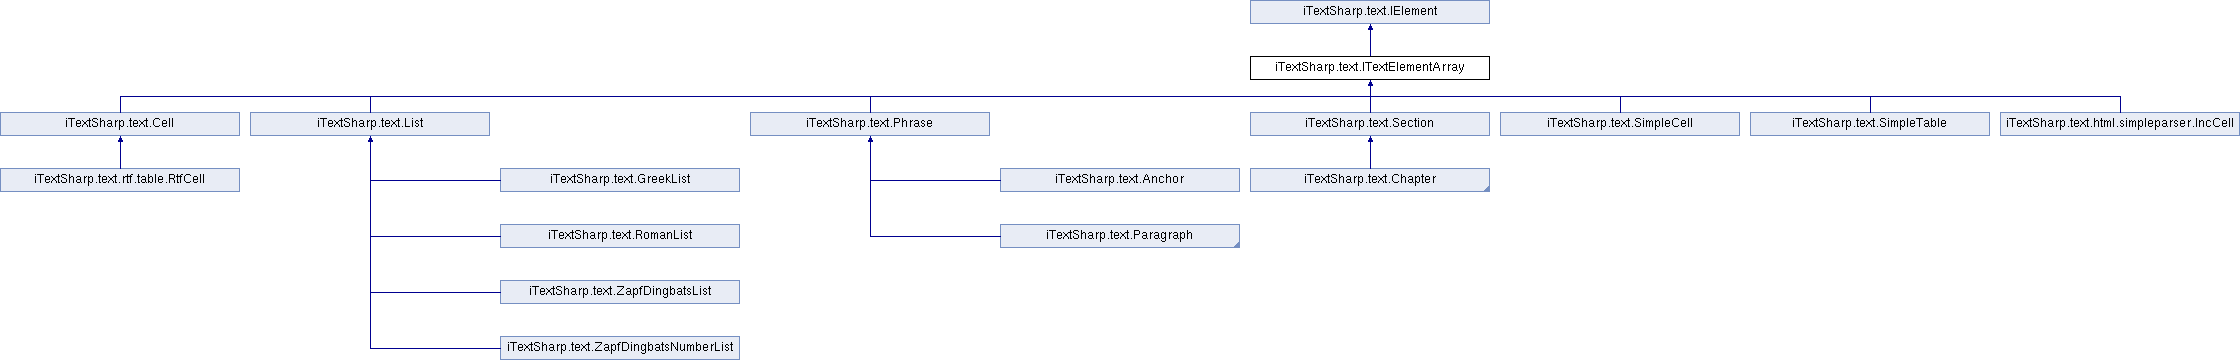 iTextSharp.text.IElement
iTextSharp.text.ITextElementArray
iTextSharp.text.Cell
iTextSharp.text.List
iTextSharp.text.Phrase
iTextSharp.text.Section
iTextSharp.text.SimpleCell
iTextSharp.text.SimpleTable
iTextSharp.text.html.simpleparser.IncCell
iTextSharp.text.rtf.table.RtfCell
iTextSharp.text.GreekList
iTextSharp.text.Anchor
iTextSharp.text.Chapter
iTextSharp.text.RomanList
iTextSharp.text.Paragraph
iTextSharp.text.ZapfDingbatsList
iTextSharp.text.ZapfDingbatsNumberList